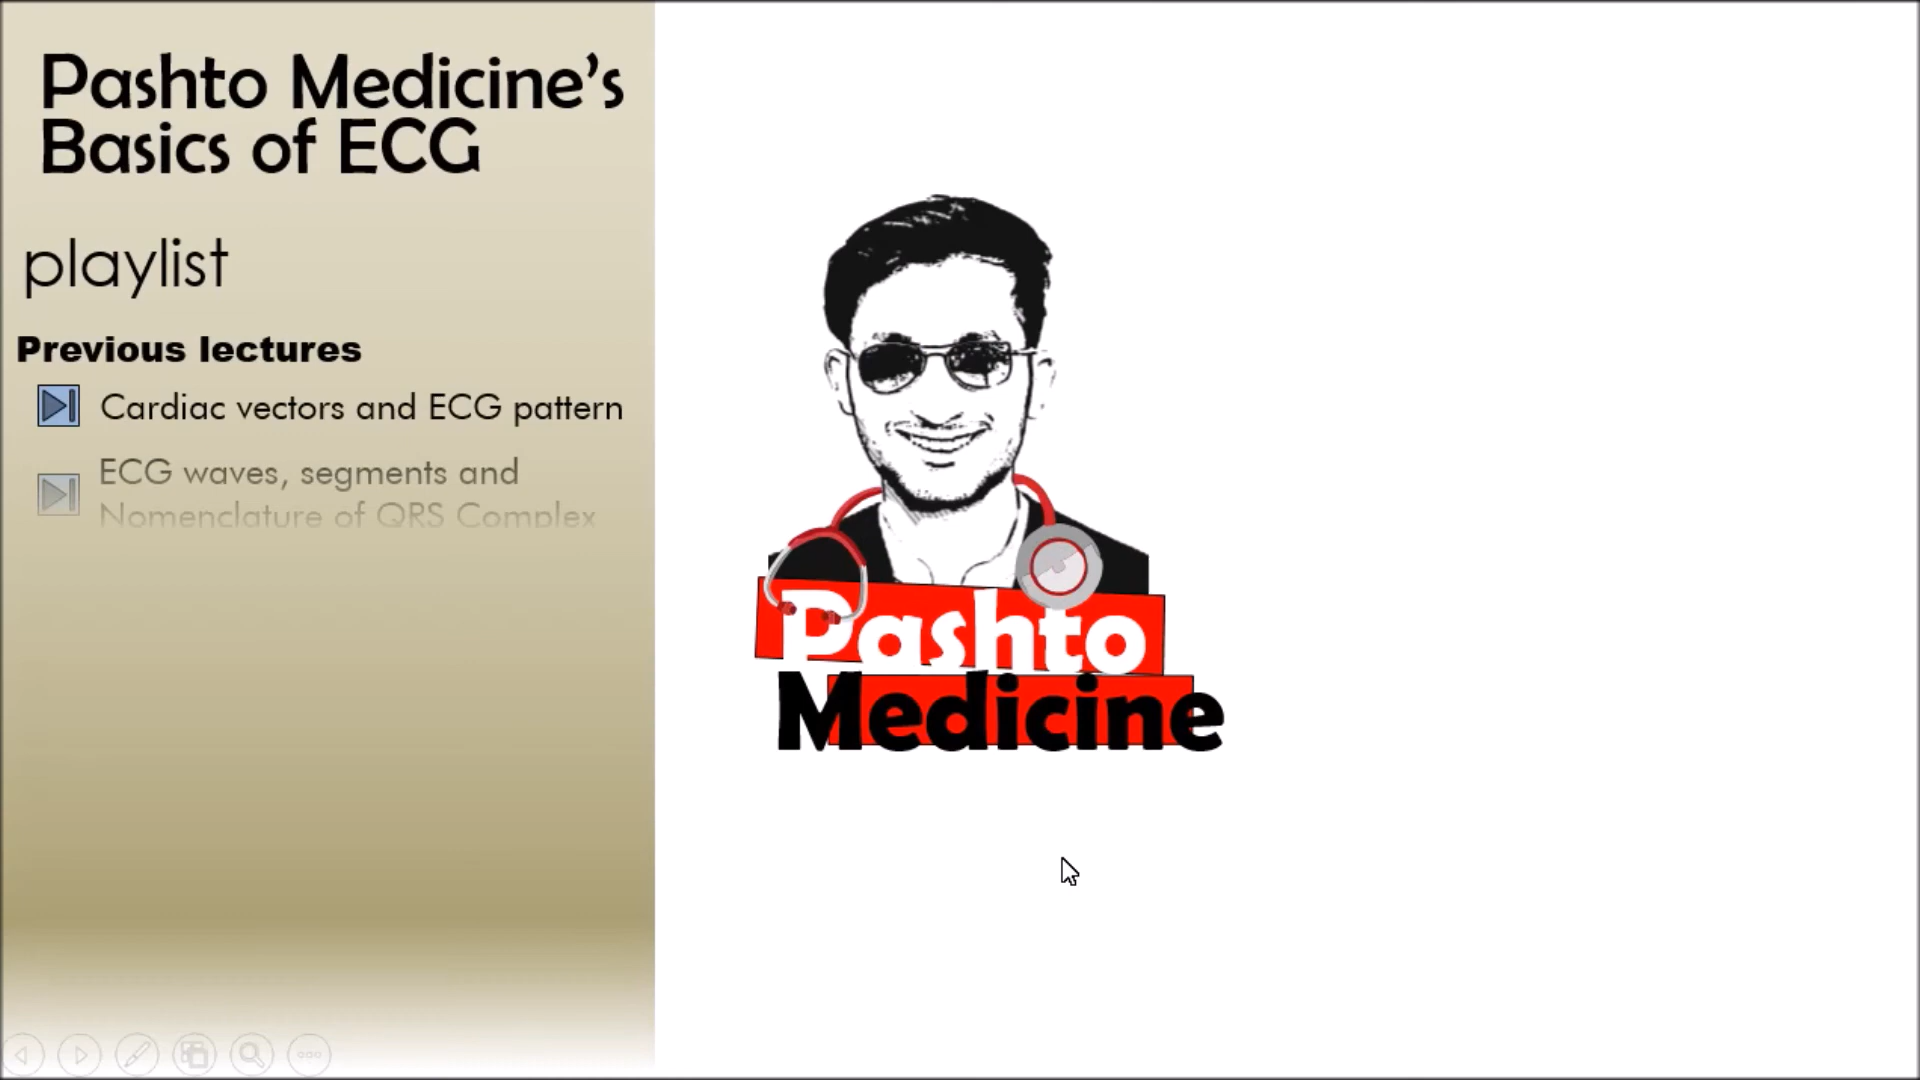 Pashto Medicine's
Basics of ECG
playlist
Previous lectures
Cardiac vectors and ECG pattern
ECG waves, segments and
Nomenclature of QRS Complex
Pashto
Medicine